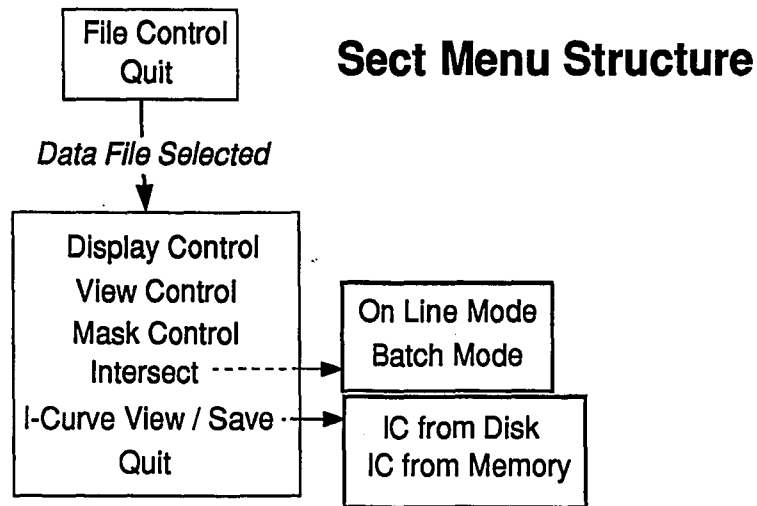 File Control
Quit
Sect Menu Structure
Data File Selected
Display Control
View Control
Mask Control
Intersect
I-Curve View / Save
Quit
On Line Mode
Batch Mode
IC from Disk
IC from Memory